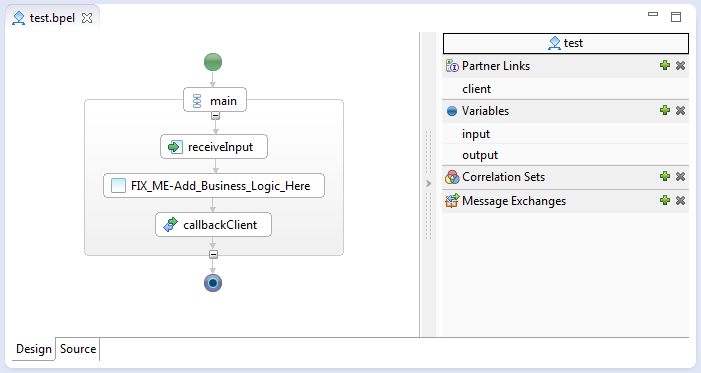 test.bpel
main
receiveInput
FIX_ME-Add_Business_Logic_Here
callbackClient
test
Partner Links
client
Variables
input
output
Correlation Sets
Message Exchanges
Design
Source